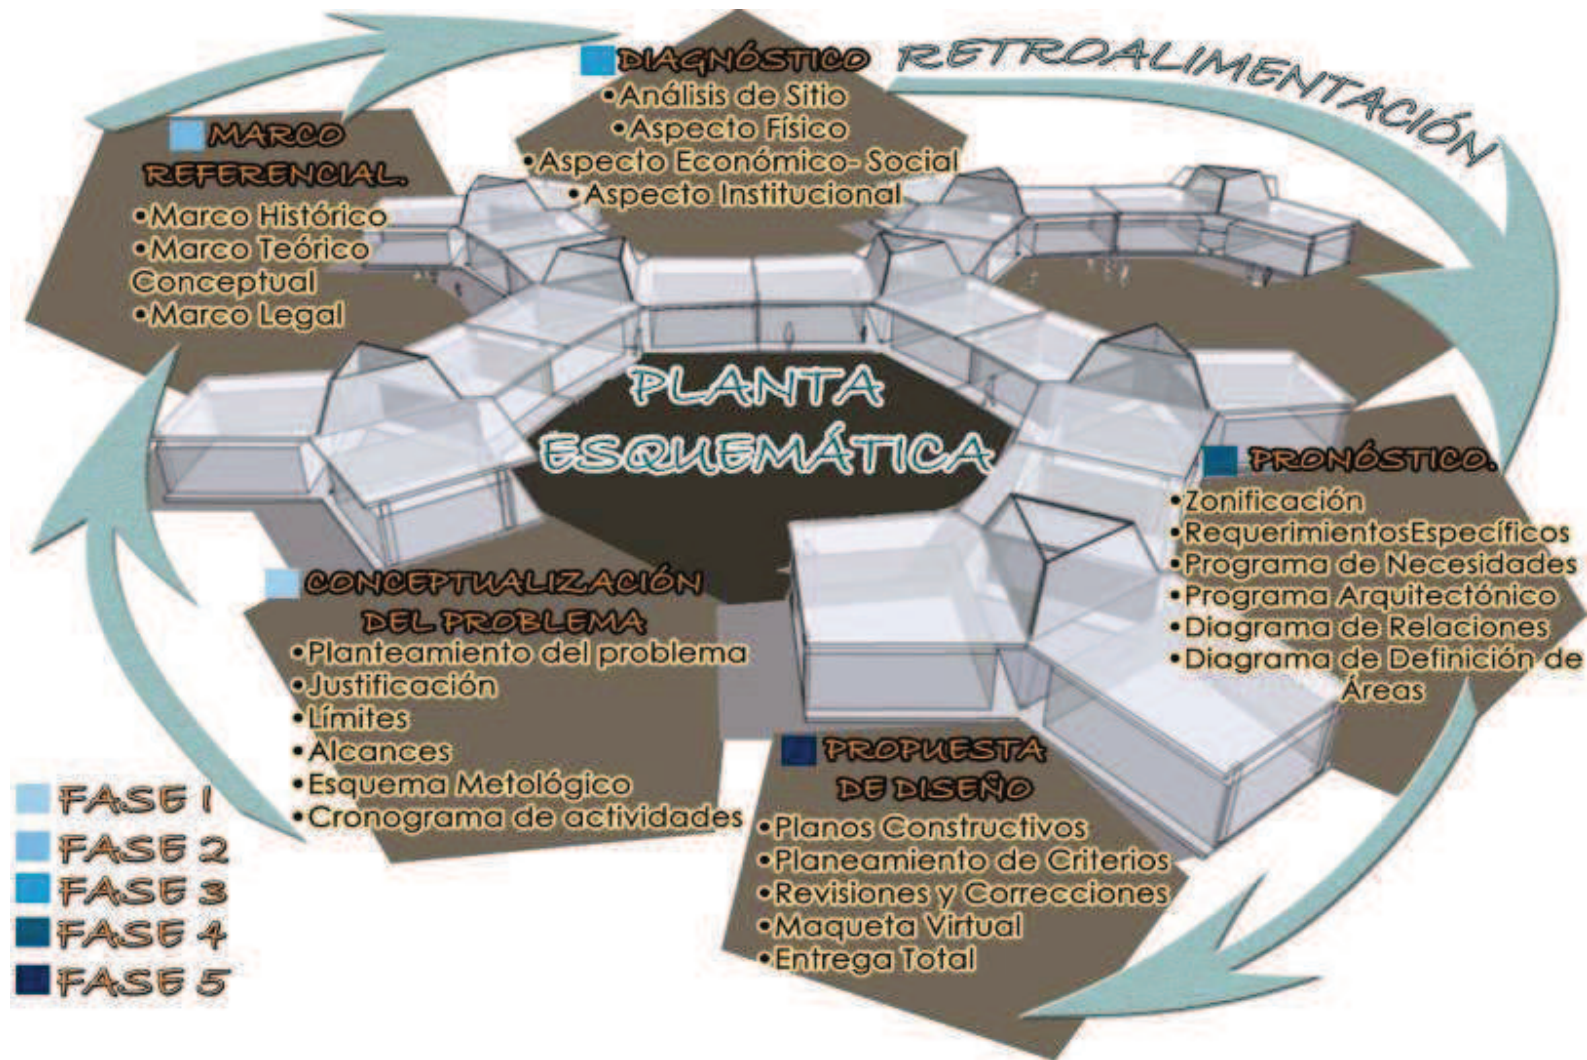 DIAGNÓSTICO
•Análisis de Sitio
•Aspecto Físico
•Aspecto Económico- Social
•Aspecto Institucional
RETROALIMENTACIÓN
MARCO
REFERENCIAL.
•Marco Histórico
•Marco Teórico
Conceptual
•Marco Legal
PLANTA
ESQUEMÁTICA
PRONÓSTICO.
•Zonificación
•RequerimientosEspecíficos
•Programa de Necesidades
•Programa Arquitectónico
•Diagrama de Relaciones
•Diagrama de Definición de
Áreas
CONCEPTUALIZACIÓN
DEL PROBLEMA
•Planteamiento del problema
•Justificación
•Límites
•Alcances
•Esquema Metológico
•Cronograma de actividades
PROPUESTA
DE DISEÑO
•Planos Constructivos
•Planeamiento de Criterios
•Revisiones y Correcciones
•Maqueta Virtual
•Entrega Total
FASE 1
FASE 2
FASE 3
FASE 4
FASE 5